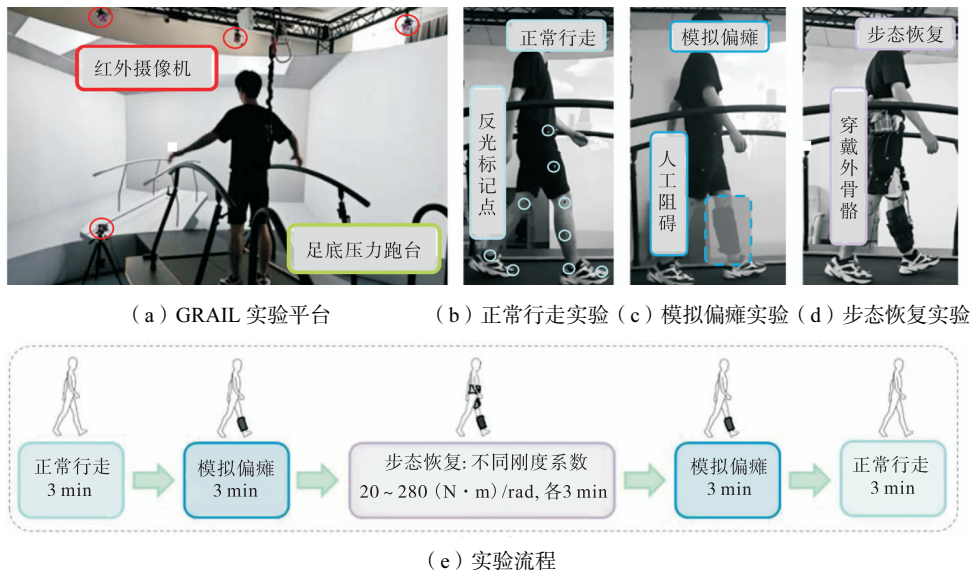 红外摄像机
足底压力跑台
正常行走
反光标记点
模拟偏瘫
人工阻碍
步态恢复
穿戴外骨骼
(a) GRAIL 实验平台
(b) 正常行走实验
(c) 模拟偏瘫实验
(d) 步态恢复实验
正常行走
3 min
模拟偏瘫
3 min
步态恢复: 不同刚度系数
20~280 (N·m)/rad, 各3 min
模拟偏瘫
3 min
正常行走
3 min
(e) 实验流程